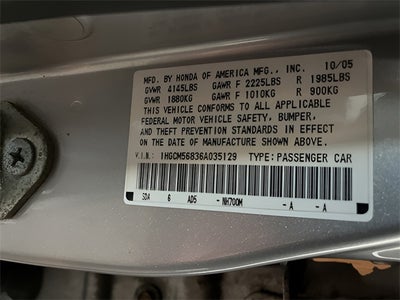 MFD. BY HONDA OF AMERICA MFG., INC. 10/05
GVWR 4145LBS GAWR F 2225LBS R 1985LBS
GVWR 1880KG GAWR F 1010KG R 900KG
THIS VEHICLE CONFORMS TO ALL APPLICABLE
FEDERAL MOTOR VEHICLE SAFETY, BUMPER,
AND THEFT PREVENTION STANDARDS IN EFFECT
ON THE DATE OF MANUFACTURE SHOWN ABOVE.
V.I.N.: 1HGCM56836A035129 TYPE: PASSENGER CAR
SDA 6 AD5 - NH700M - A - A